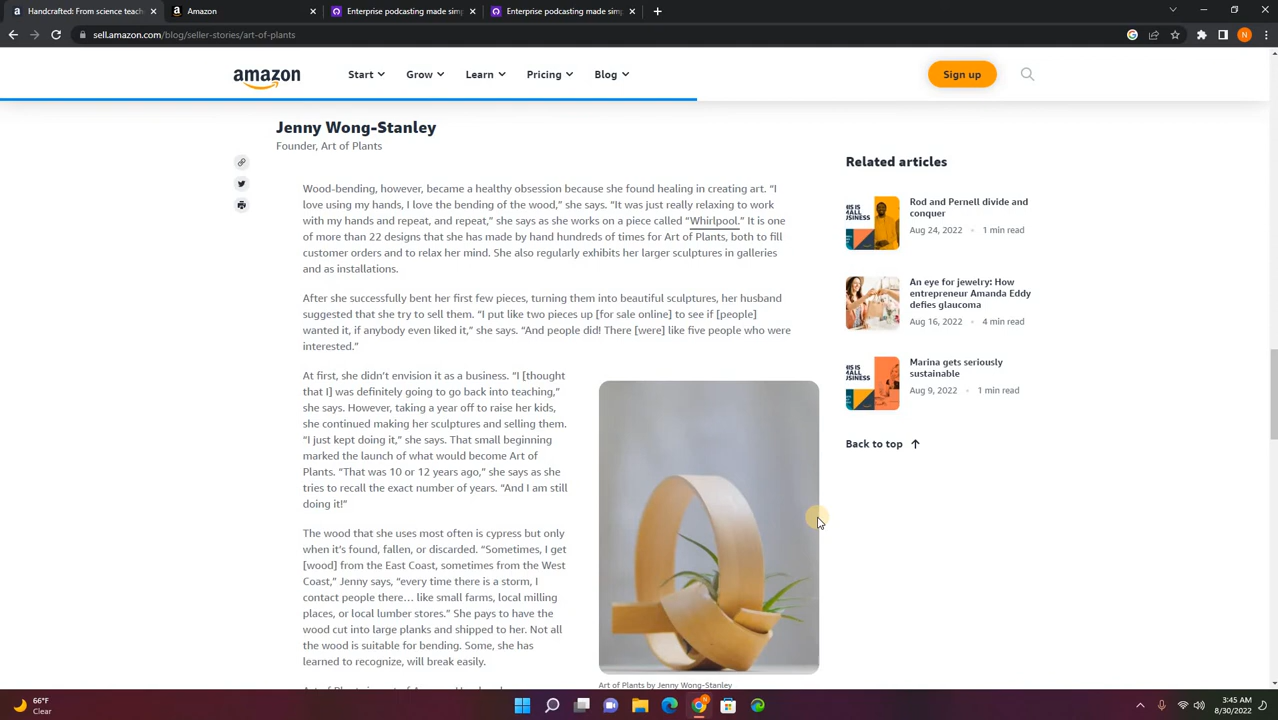 Handcrafted Treasures: From sec
Amazon
Enterprise podcasting made sim
Enterprise podcasting made sim
sell.amazon.com/blog/seller-stories/art-of-plants
N
amazon
Start
Grow
Learn
Pricing
Blog
Sign up
Jenny Wong-Stanley
Founder, Art of Plants
Wood-bending, however, became a healthy obsession because she found healing in creating art. “I
love using my hands, I love the bending of the wood,” she says. “It was just really relaxing to work
with my hands and repeat, and repeat,” she says as she works on a piece called “Whirlpool.” It is one
of more than 22 designs that she has made by hand hundreds of times for Art of Plants, both to fill
customer orders and to relax her mind. She also regularly exhibits her larger sculptures in galleries
and as installations.
After she successfully bent her first few pieces, turning them into beautiful sculptures, her husband
suggested that she try to sell them. “I put like two pieces up [for sale online] to see if [people]
wanted it, if anybody even liked it,” she says. “And people did! There [were] like five people who were
interested.”
At first, she didn’t envision it as a business. “I [thought
that I] was definitely going to go back into teaching,”
she says. However, taking a year off to raise her kids,
she continued making her sculptures and selling them.
“I just kept doing it,” she says. That small beginning
marked the launch of what would become Art of
Plants. “That was 10 or 12 years ago,” she says as she
tries to recall the exact number of years. “And I am still
doing it!”
The wood that she uses most often is cypress but only
when it’s found, fallen, or discarded. “Sometimes, I get
[wood] from the East Coast, sometimes from the West
Coast,” Jenny says, “every time there is a storm, I
contact people there… like small farms, local milling
places, or local lumber stores.” She pays to have the
wood cut into large planks and shipped to her. Not all
the wood is suitable for bending. Some, she has
learned to recognize, will break easily.
Art of Plants by Jenny Wong-Stanley
Related articles
Rod and Pernell divide and
conquer
Aug 24, 2022 • 1 min read
An eye for jewelry: How
entrepreneur Amanda Eddy
defies glaucoma
Aug 16, 2022 • 4 min read
Marina gets seriously
sustainable
Aug 9, 2022 • 1 min read
Back to top
66°F
Clear
3:45 AM
8/30/2022